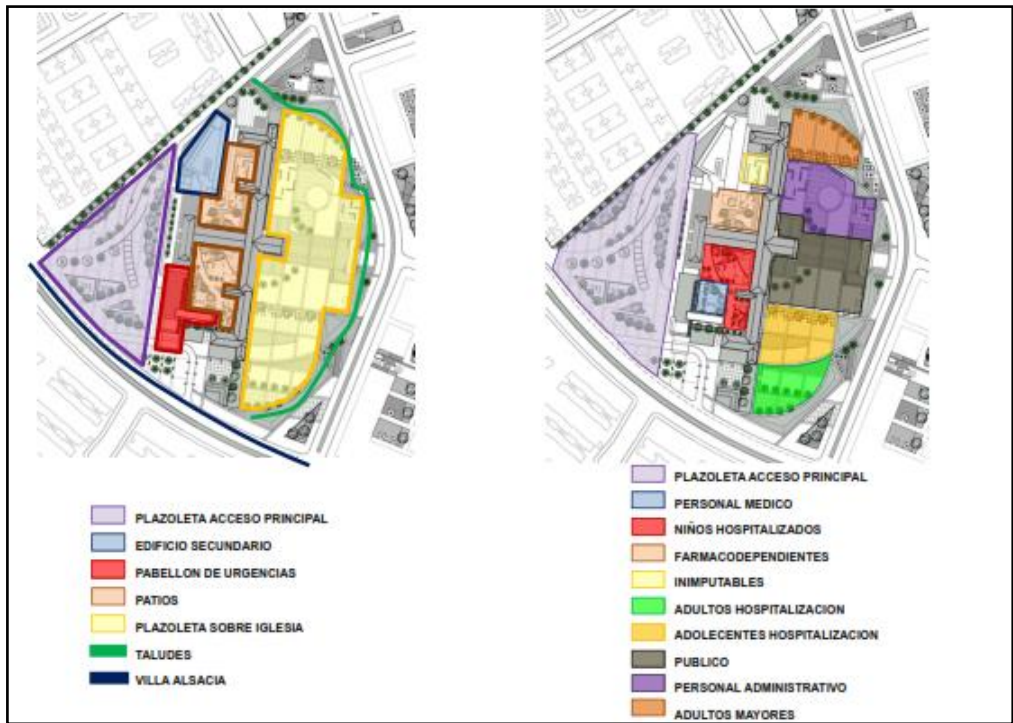 PLAZOLETA ACCESO PRINCIPAL
EDIFICIO SECUNDARIO
PABELLON DE URGENCIAS
PATIOS
PLAZOLETA SOBRE IGLESIA
TALUDES
VILLA ALSACIA
PLAZOLETA ACCESO PRINCIPAL
PERSONAL MEDICO
NIÑOS HOSPITALIZADOS
FARMACODEPENDIENTES
INIMPUTABLES
ADULTOS HOSPITALIZACION
ADOLECENTES HOSPITALIZACION
PUBLICO
PERSONAL ADMINISTRATIVO
ADULTOS MAYORES